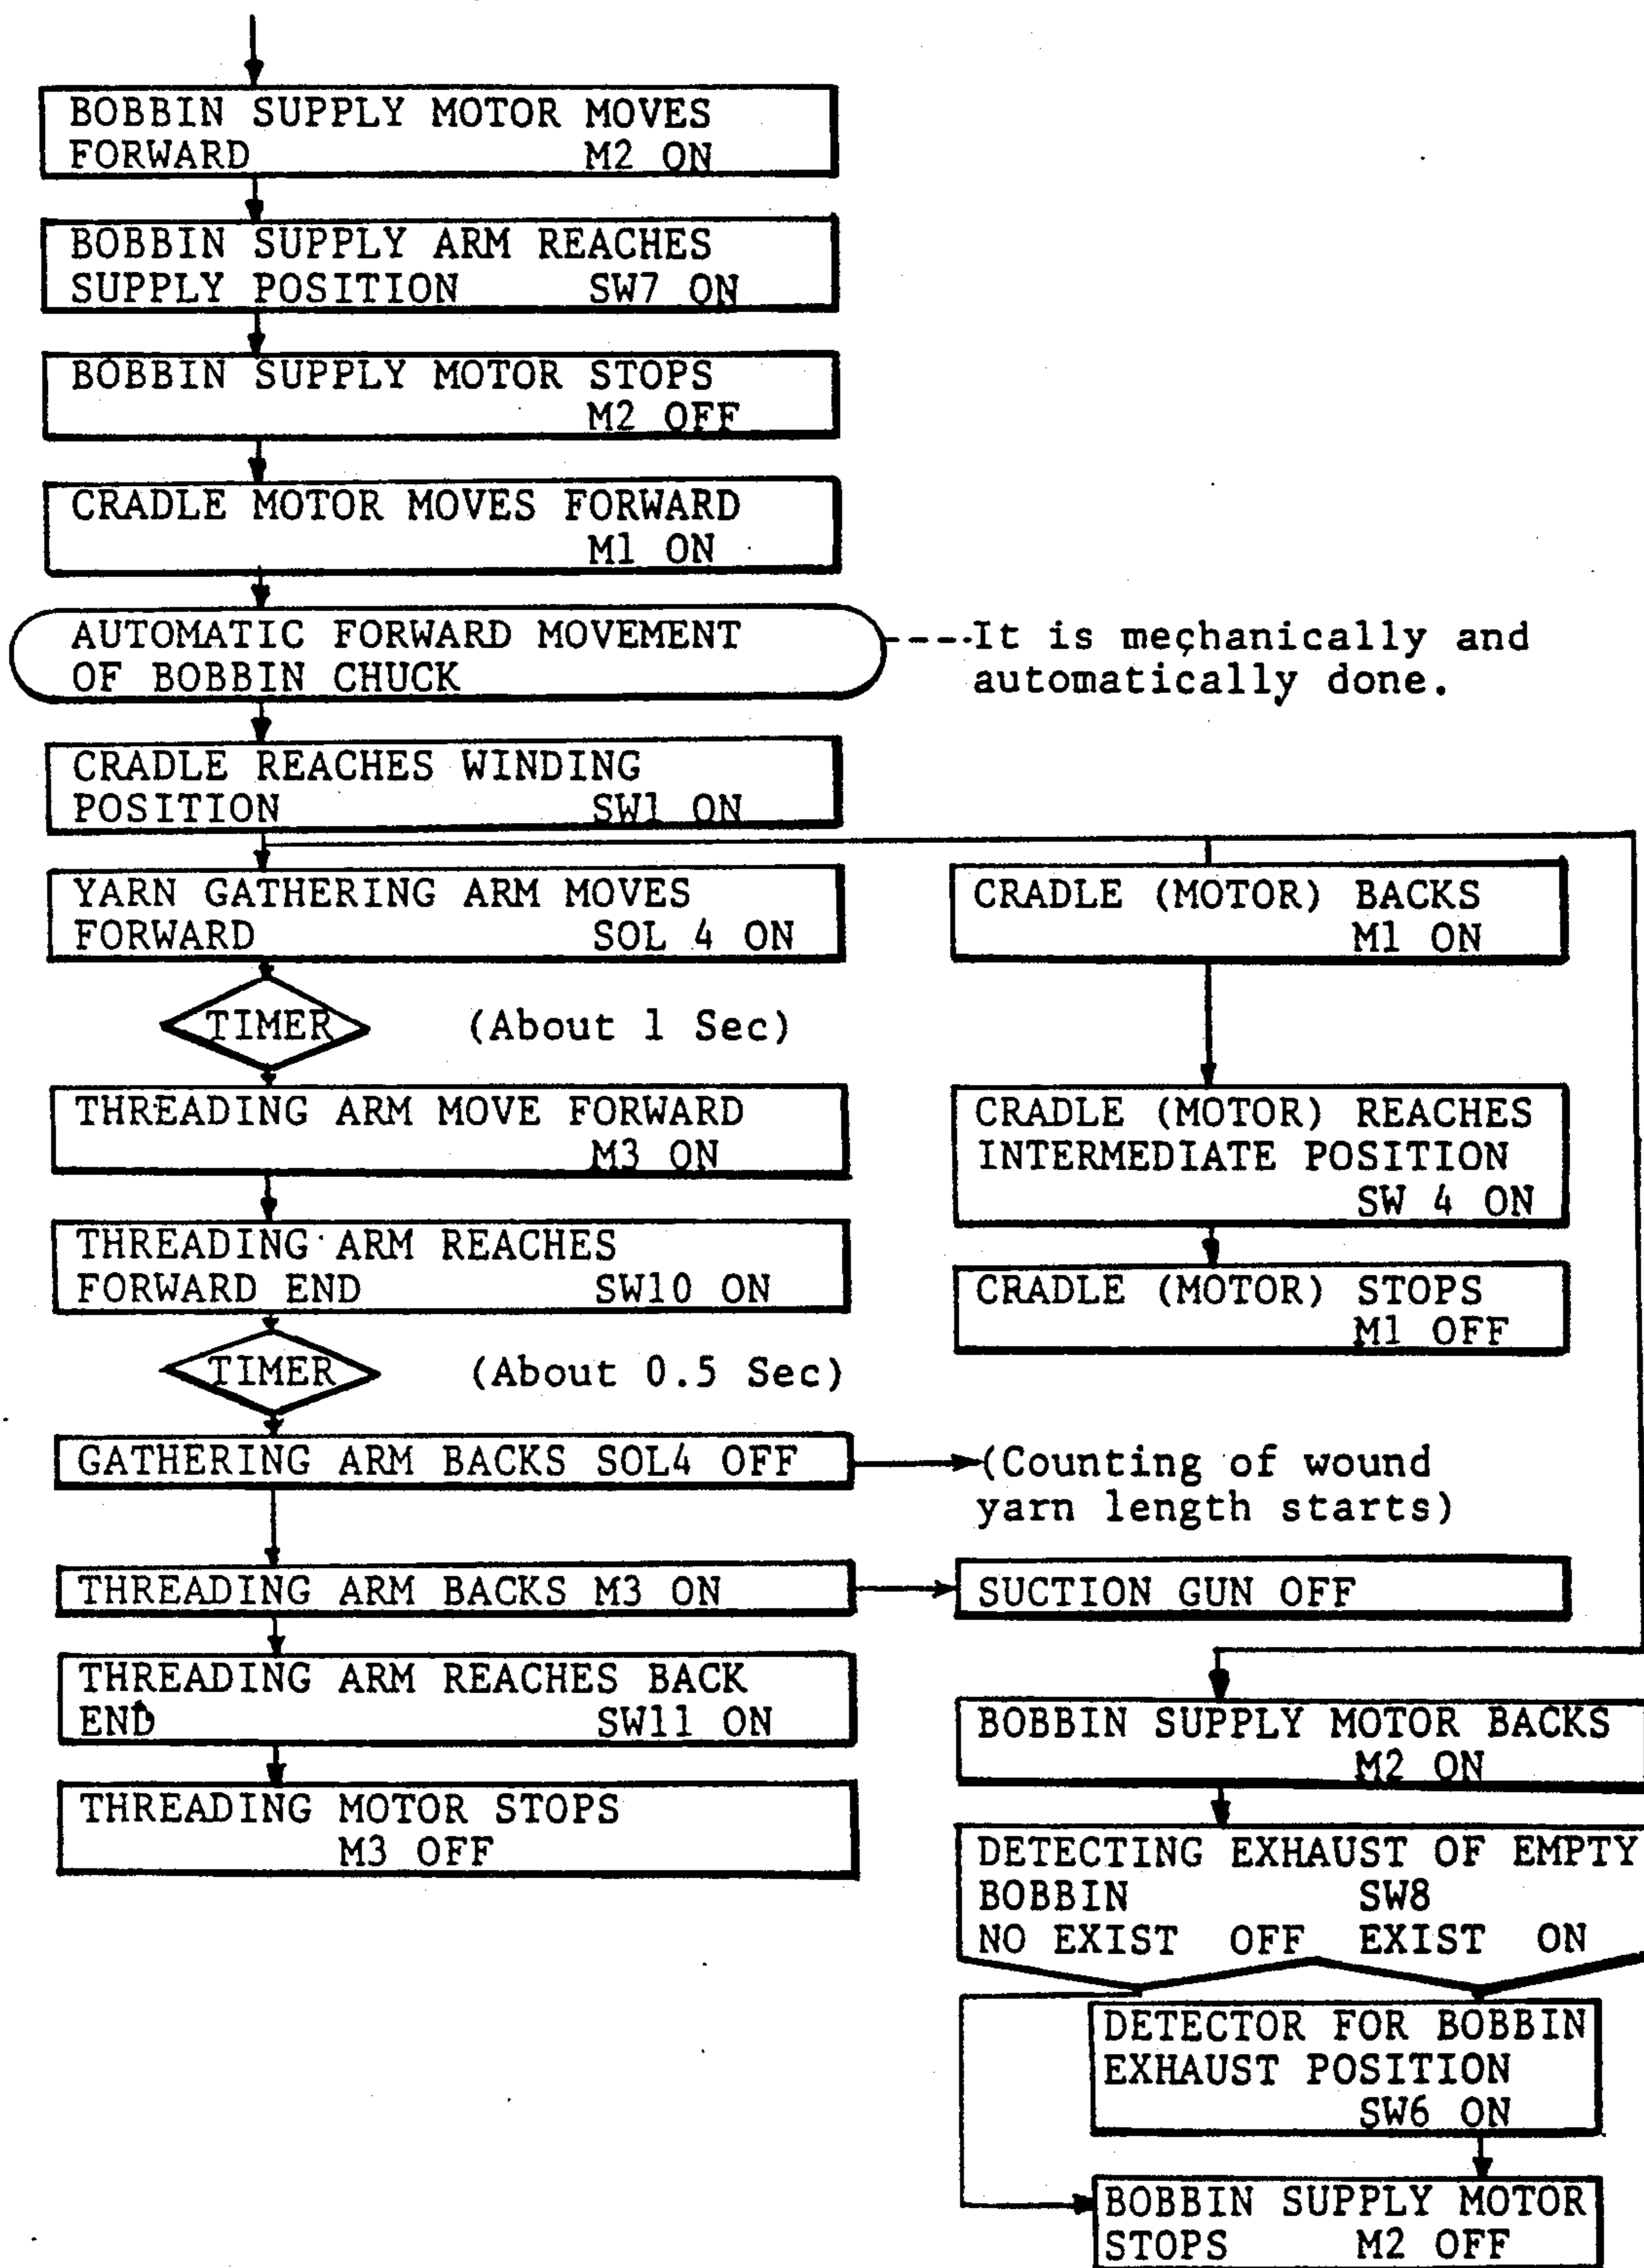 BOBBIN SUPPLY MOTOR MOVES
FORWARD M2 ON
BOBBIN SUPPLY ARM REACHES
SUPPLY POSITION SW7 ON
BOBBIN SUPPLY MOTOR STOPS
M2 OFF
CRADLE MOTOR MOVES FORWARD
M1 ON
AUTOMATIC FORWARD MOVEMENT
OF BOBBIN CHUCK
It is mechanically and
automatically done.
CRADLE REACHES WINDING
POSITION SW1 ON
YARN GATHERING ARM MOVES
FORWARD SOL 4 ON
TIMER (About 1 Sec)
THREADING ARM MOVE FORWARD
M3 ON
THREADING ARM REACHES
FORWARD END SW10 ON
TIMER (About 0.5 Sec)
GATHERING ARM BACKS SOL4 OFF
(Counting of wound
yarn length starts)
THREADING ARM BACKS M3 ON
SUCTION GUN OFF
THREADING ARM REACHES BACK
END SW11 ON
THREADING MOTOR STOPS
M3 OFF
CRADLE (MOTOR) BACKS
M1 ON
CRADLE (MOTOR) REACHES
INTERMEDIATE POSITION
SW 4 ON
CRADLE (MOTOR) STOPS
M1 OFF
BOBBIN SUPPLY MOTOR BACKS
M2 ON
DETECTING EXHAUST OF EMPTY
BOBBIN SW8
NO EXIST OFF EXIST ON
DETECTOR FOR BOBBIN
EXHAUST POSITION
SW6 ON
BOBBIN SUPPLY MOTOR
STOPS M2 OFF